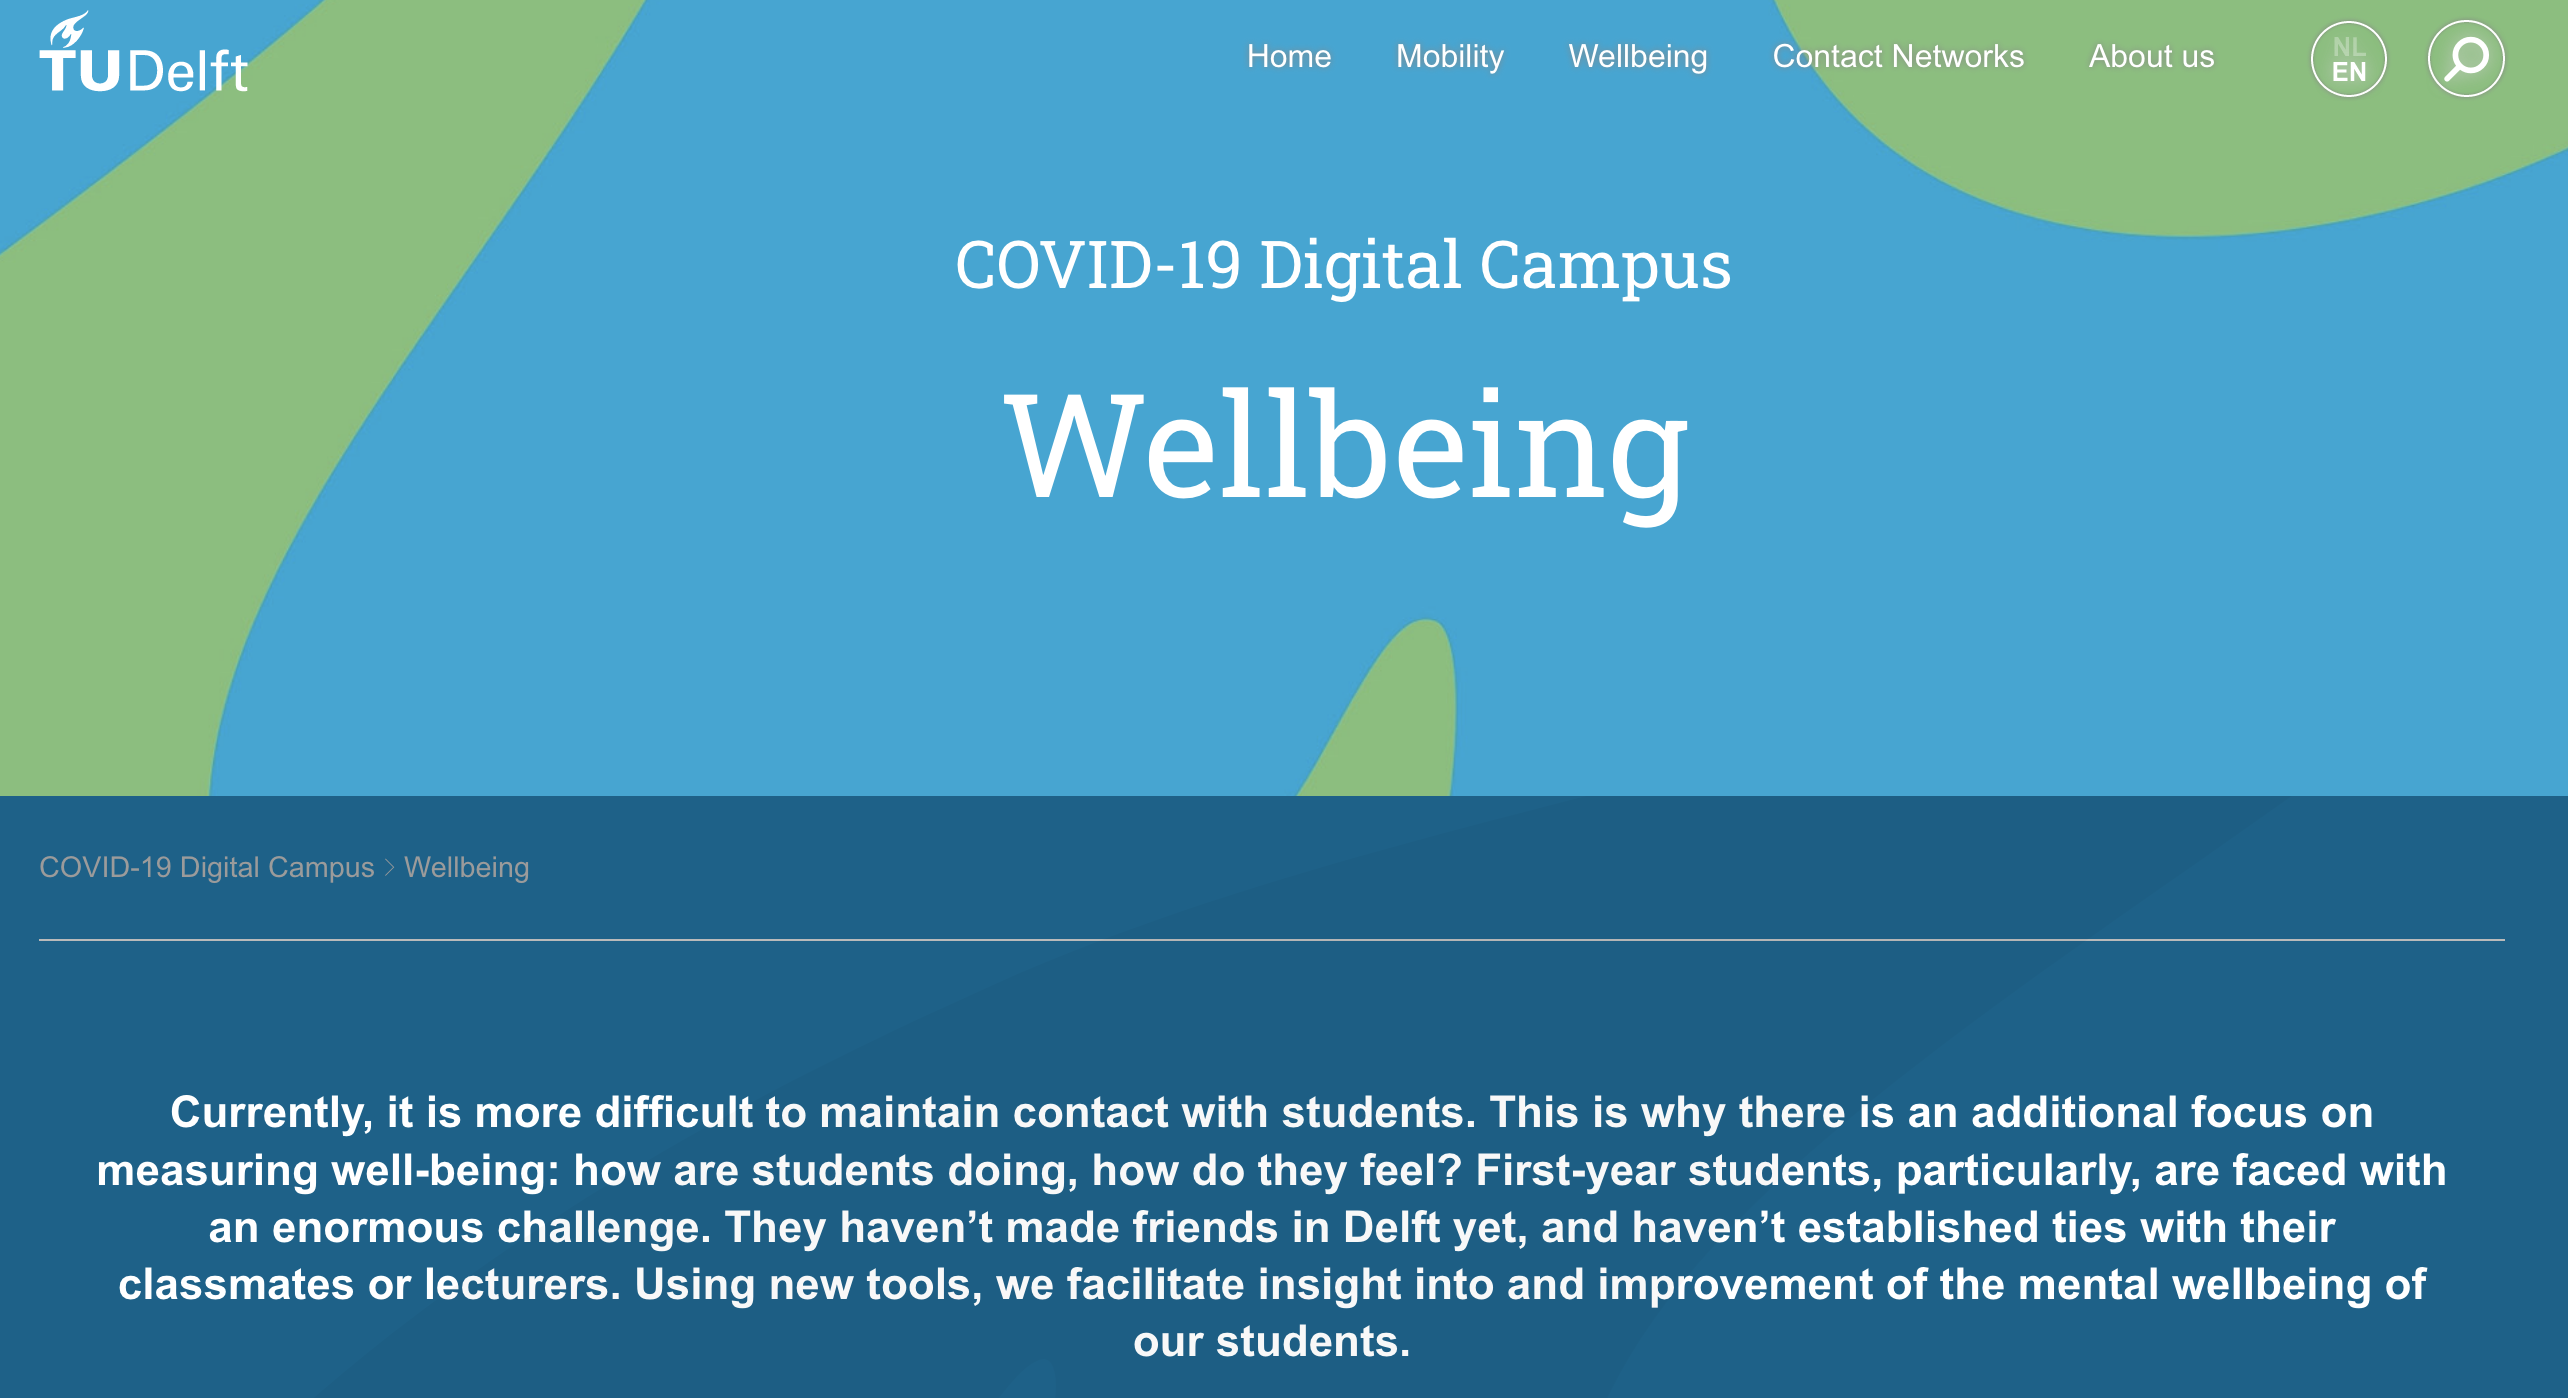 TUDelft
Home Mobility Wellbeing Contact Networks About us
NL
EN
COVID-19 Digital Campus
Wellbeing
COVID-19 Digital Campus > Wellbeing
Currently, it is more difficult to maintain contact with students. This is why there is an additional focus on
measuring well-being: how are students doing, how do they feel? First-year students, particularly, are faced with
an enormous challenge. They haven’t made friends in Delft yet, and haven’t established ties with their
classmates or lecturers. Using new tools, we facilitate insight into and improvement of the mental wellbeing of
our students.